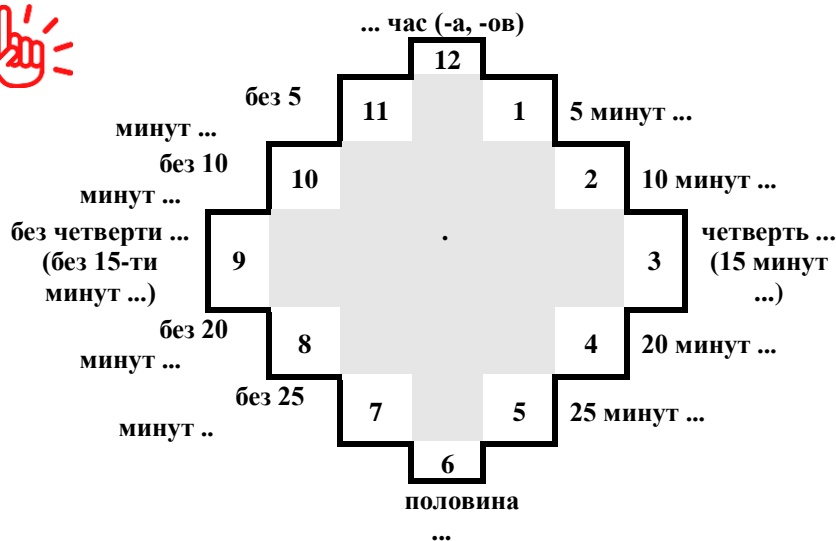 ... час (-а, -ов)
12
без 5
минут ...
11
1
5 минут ...
без 10
минут ...
10
2
10 минут ...
без четверти ...
(без 15-ти
минут ...)
9
.
3
четверть ...
(15 минут
...)
без 20
минут ...
8
4
20 минут ...
без 25
минут ..
7
5
25 минут ...
6
половина
...